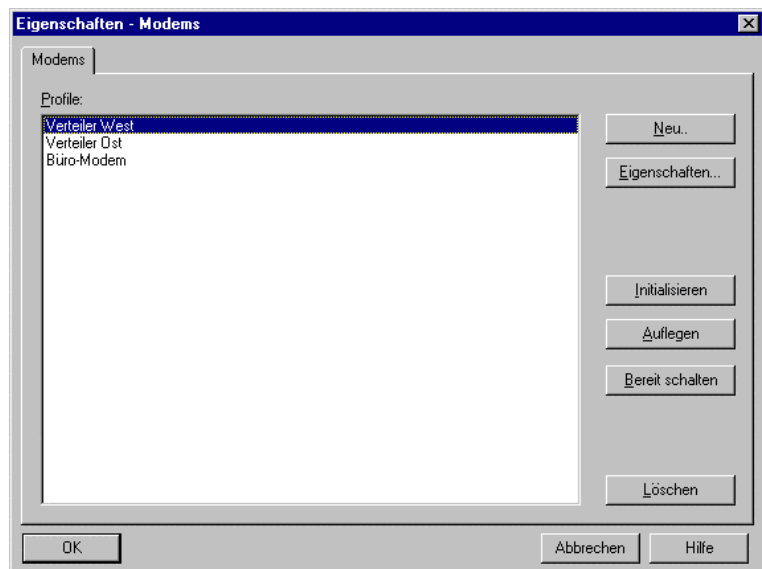 Eigenschaften - Modems
Modems
Profile:
Verteiler West
Verteiler Ost
Büro-Modem
Neu..
Eigenschaften...
Initialisieren
Auflegen
Bereit schalten
Löschen
OK
Abbrechen
Hilfe